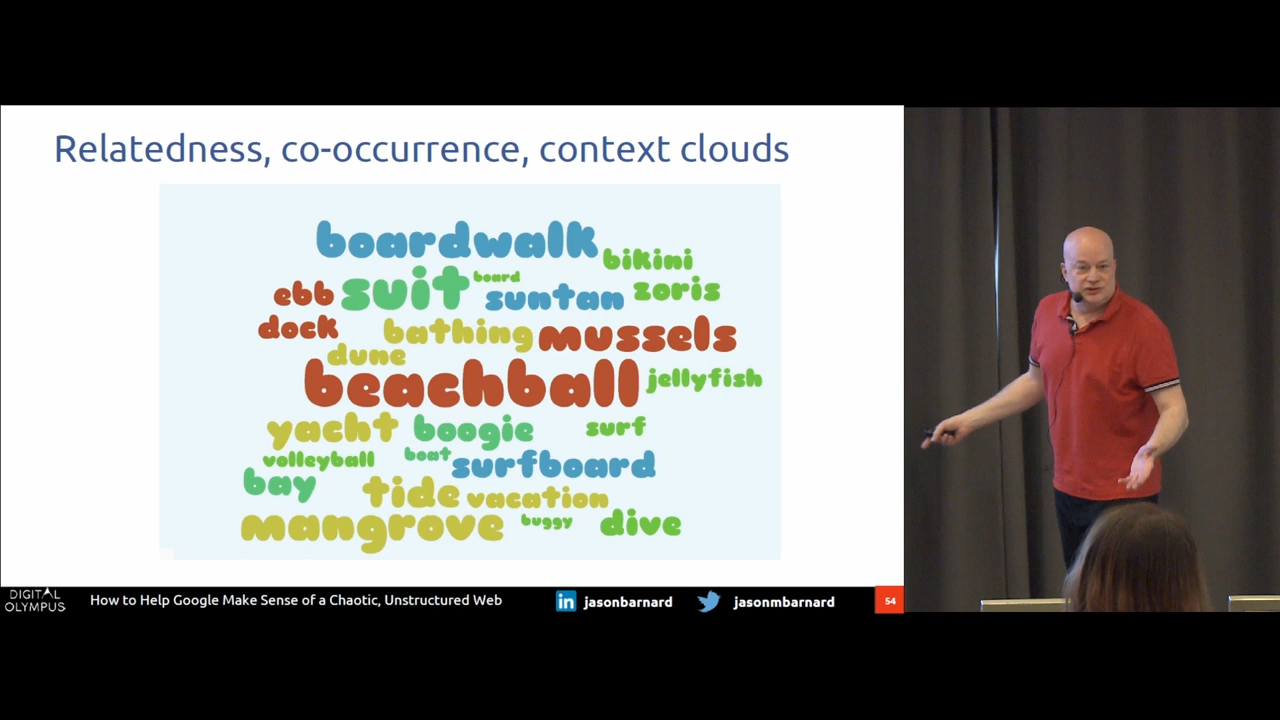 Relatedness, co-occurrence, context clouds
boardwalk
bikini
ebb suit board suntan zoris
dock bathing mussels
dune
beachball jellyfish
yacht boogie surf
volleyball boat surfboard
bay tide vacation
mangrove buggy dive
DIGITAL
OLYMPUS
How to Help Google Make Sense of a Chaotic, Unstructured Web
in jasonbarnard
jasonmbarnard
54